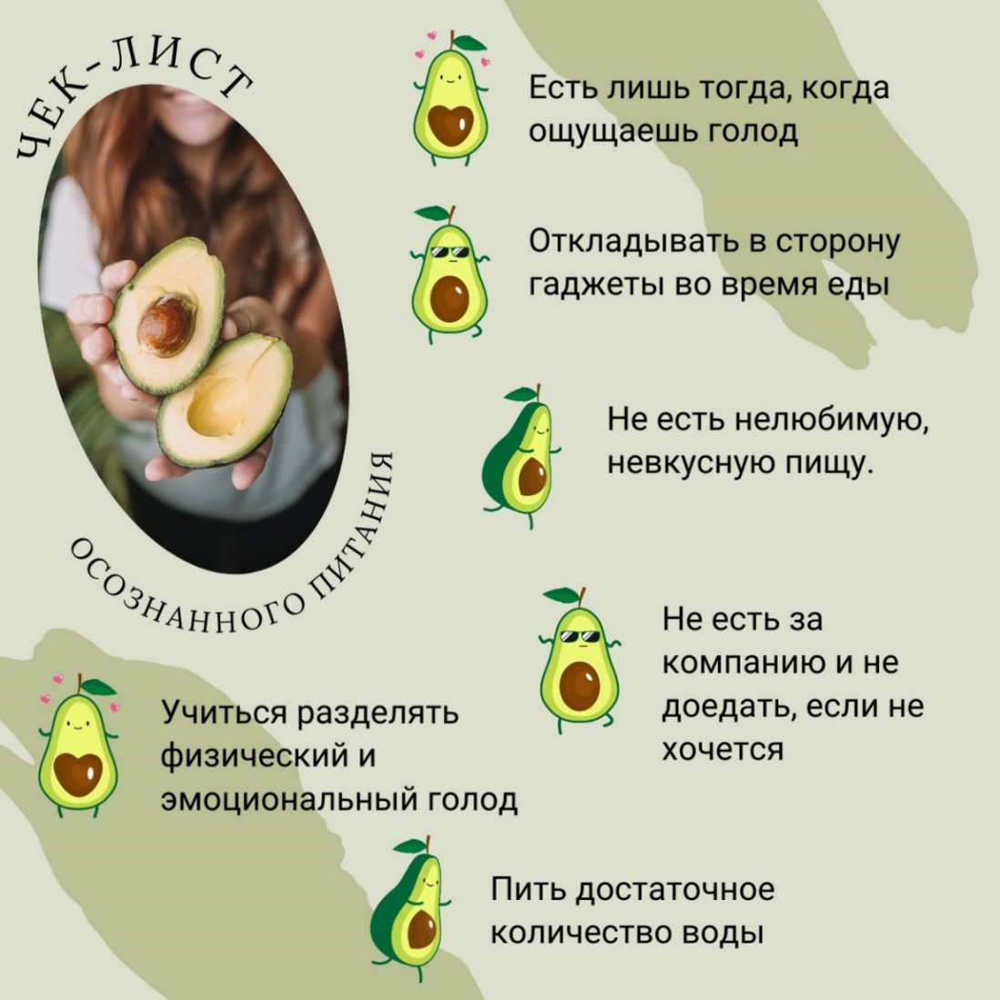 ЧЕК-ЛИСТ
ОСОЗНАННОГО ПИТАНИЯ
Есть лишь тогда, когда
ощущаешь голод
Откладывать в сторону
гаджеты во время еды
Не есть нелюбимую,
невкусную пищу.
Не есть за
компанию и не
доедать, если не
хочется
Учиться разделять
физический и
эмоциональный голод
Пить достаточное
количество воды